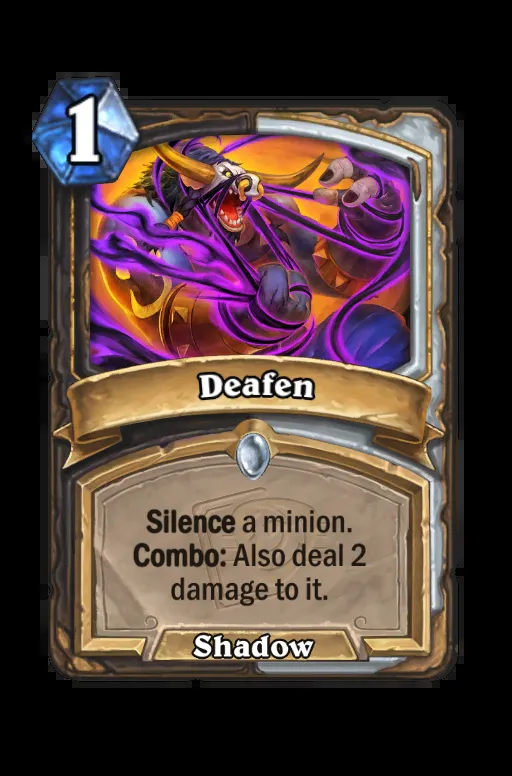 1
Deafen
Silence a minion.
Combo: Also deal 2
damage to it.
Shadow